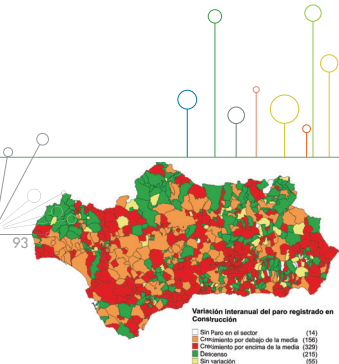 93
Variación interanual del paro registrado en
Construcción
Sin Paro en el sector (14)
Crecimiento por debajo de la media (156)
Crecimiento por encima de la media (329)
Descenso (215)
Sin variación (55)